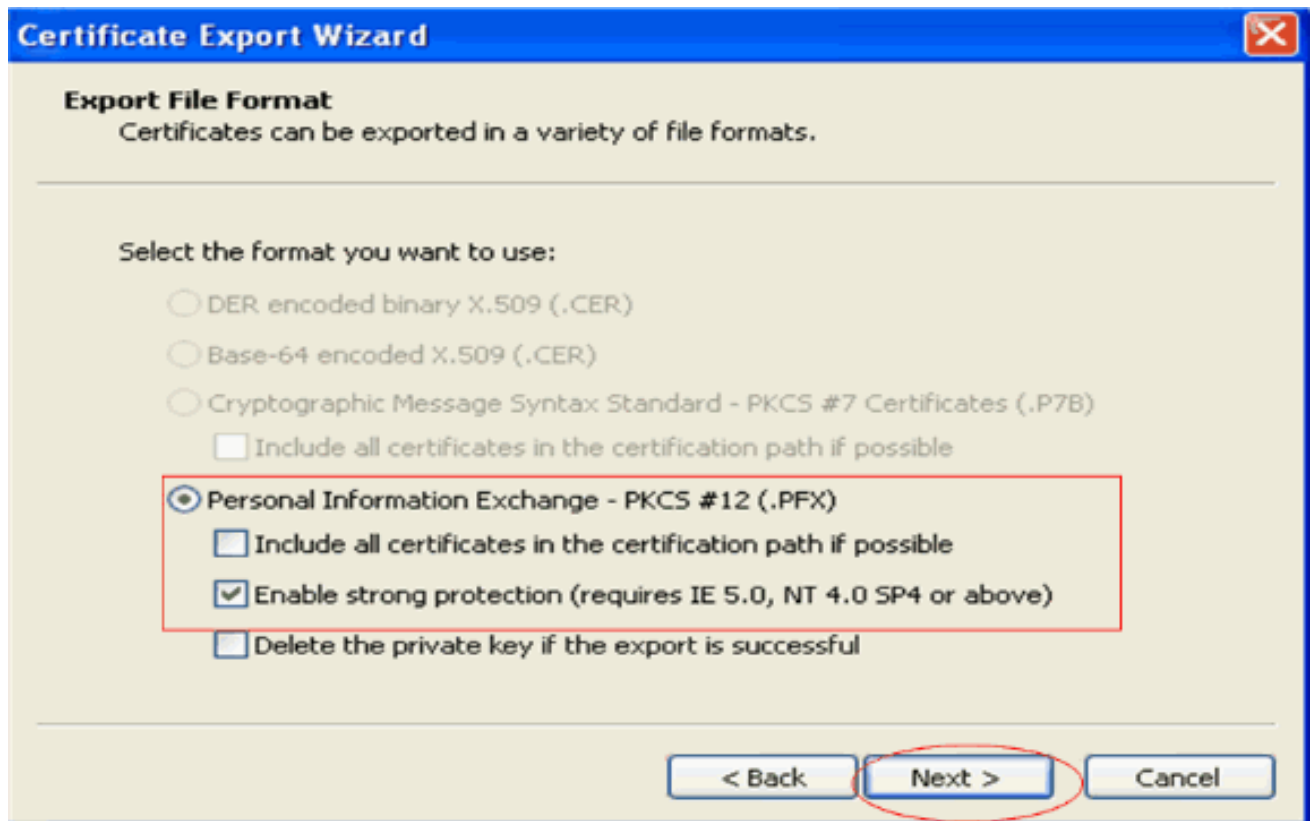 Certificate Export Wizard
Export File Format
Certificates can be exported in a variety of file formats.
Select the format you want to use:
DER encoded binary X.509 (.CER)
Base-64 encoded X.509 (.CER)
Cryptographic Message Syntax Standard - PKCS #7 Certificates (.P7B)
Include all certificates in the certification path if possible
Personal Information Exchange - PKCS #12 (.PFX)
Include all certificates in the certification path if possible
Enable strong protection (requires IE 5.0, NT 4.0 SP4 or above)
Delete the private key if the export is successful
< Back Next > Cancel